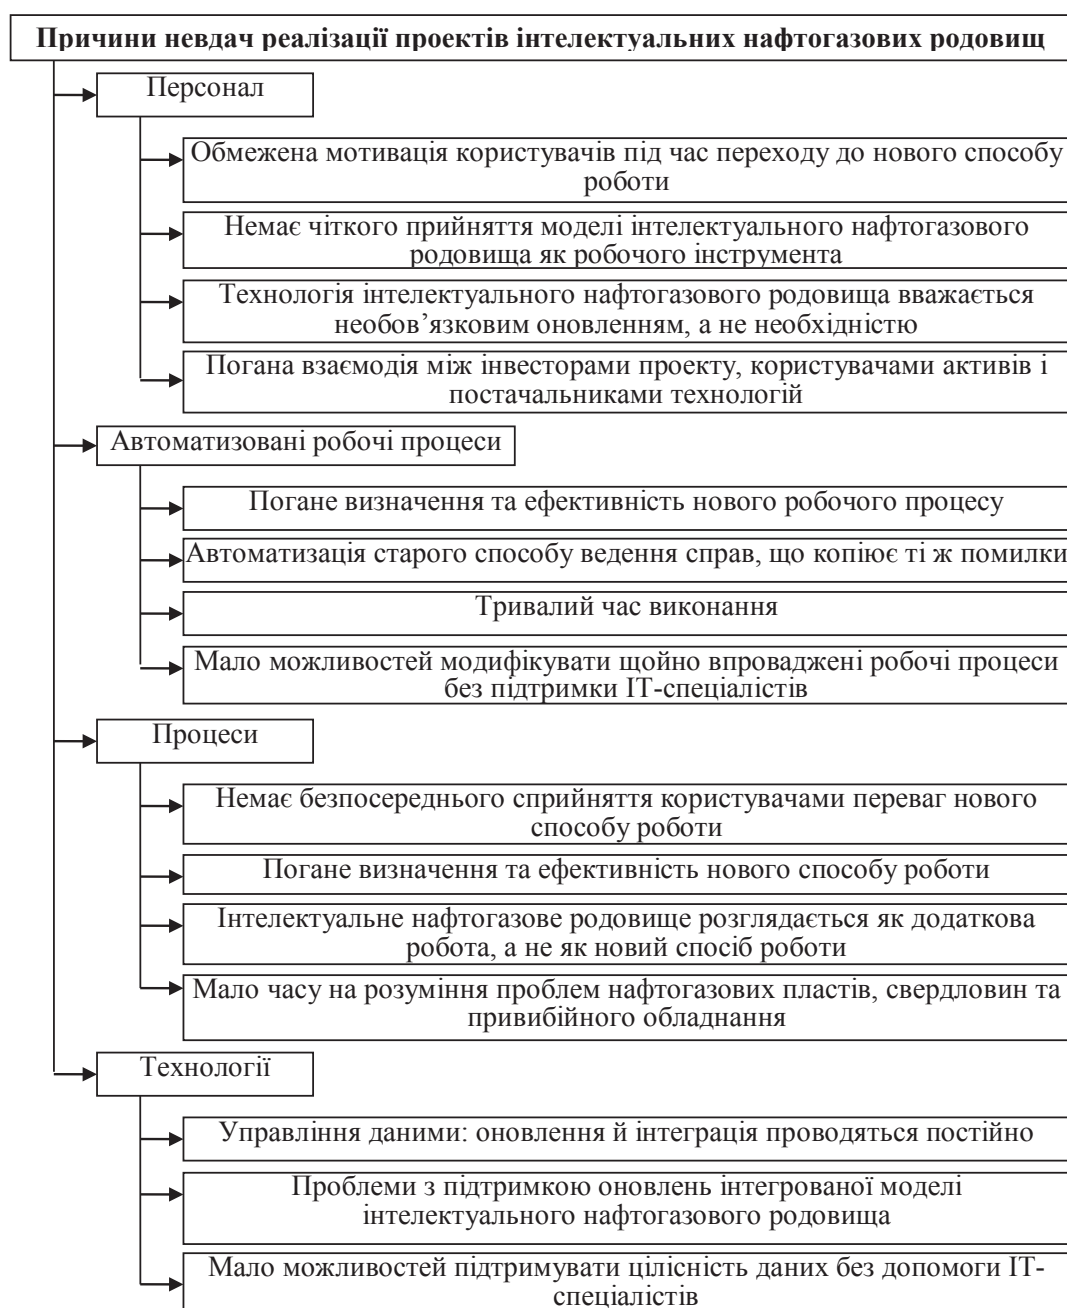 Причини невдач реалізації проектів інтелектуальних нафтогазових родовищ
Персонал
Обмежена мотивація користувачів під час переходу до нового способу
роботи
Немає чіткого прийняття моделі інтелектуального нафтогазового
родовища як робочого інструмента
Технологія інтелектуального нафтогазового родовища вважається
необов’язковим оновленням, а не необхідністю
Погана взаємодія між інвесторами проекту, користувачами активів і
постачальниками технологій
Автоматизовані робочі процеси
Погане визначення та ефективність нового робочого процесу
Автоматизація старого способу ведення справ, що копіює ті ж помилки
Тривалий час виконання
Мало можливостей модифікувати щойно впроваджені робочі процеси
без підтримки ІТ-спеціалістів
Процеси
Немає безпосереднього сприйняття користувачами переваг нового
способу роботи
Погане визначення та ефективність нового способу роботи
Інтелектуальне нафтогазове родовище розглядається як додаткова
робота, а не як новий спосіб роботи
Мало часу на розуміння проблем нафтогазових пластів, свердловин та
привибійного обладнання
Технології
Управління даними: оновлення й інтеграція проводяться постійно
Проблеми з підтримкою оновлень інтегрованої моделі
інтелектуального нафтогазового родовища
Мало можливостей підтримувати цілісність даних без допомоги ІТ-
спеціалістів